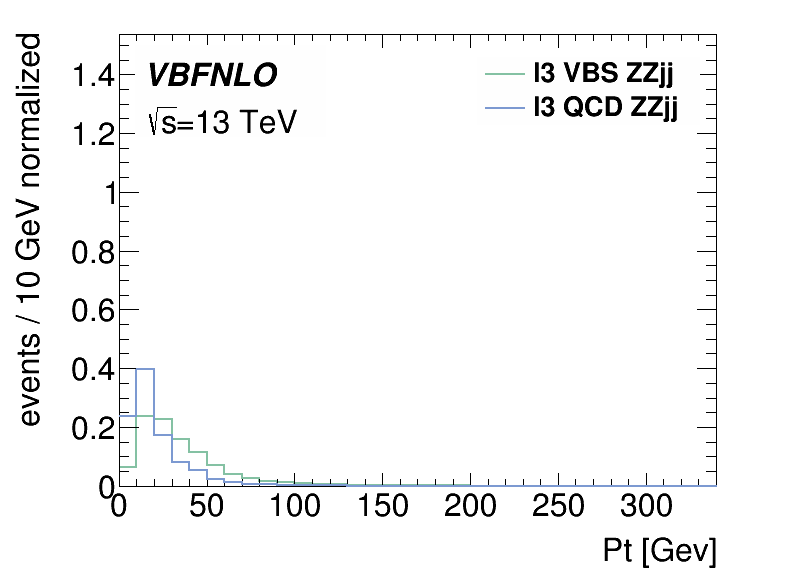 events / 10 GeV normalized
VBFNLO
√s=13 TeV
l3 VBS ZZjj
l3 QCD ZZjj
1.4
1.2
1
0.8
0.6
0.4
0.2
0
0 50 100 150 200 250 300
Pt [Gev]